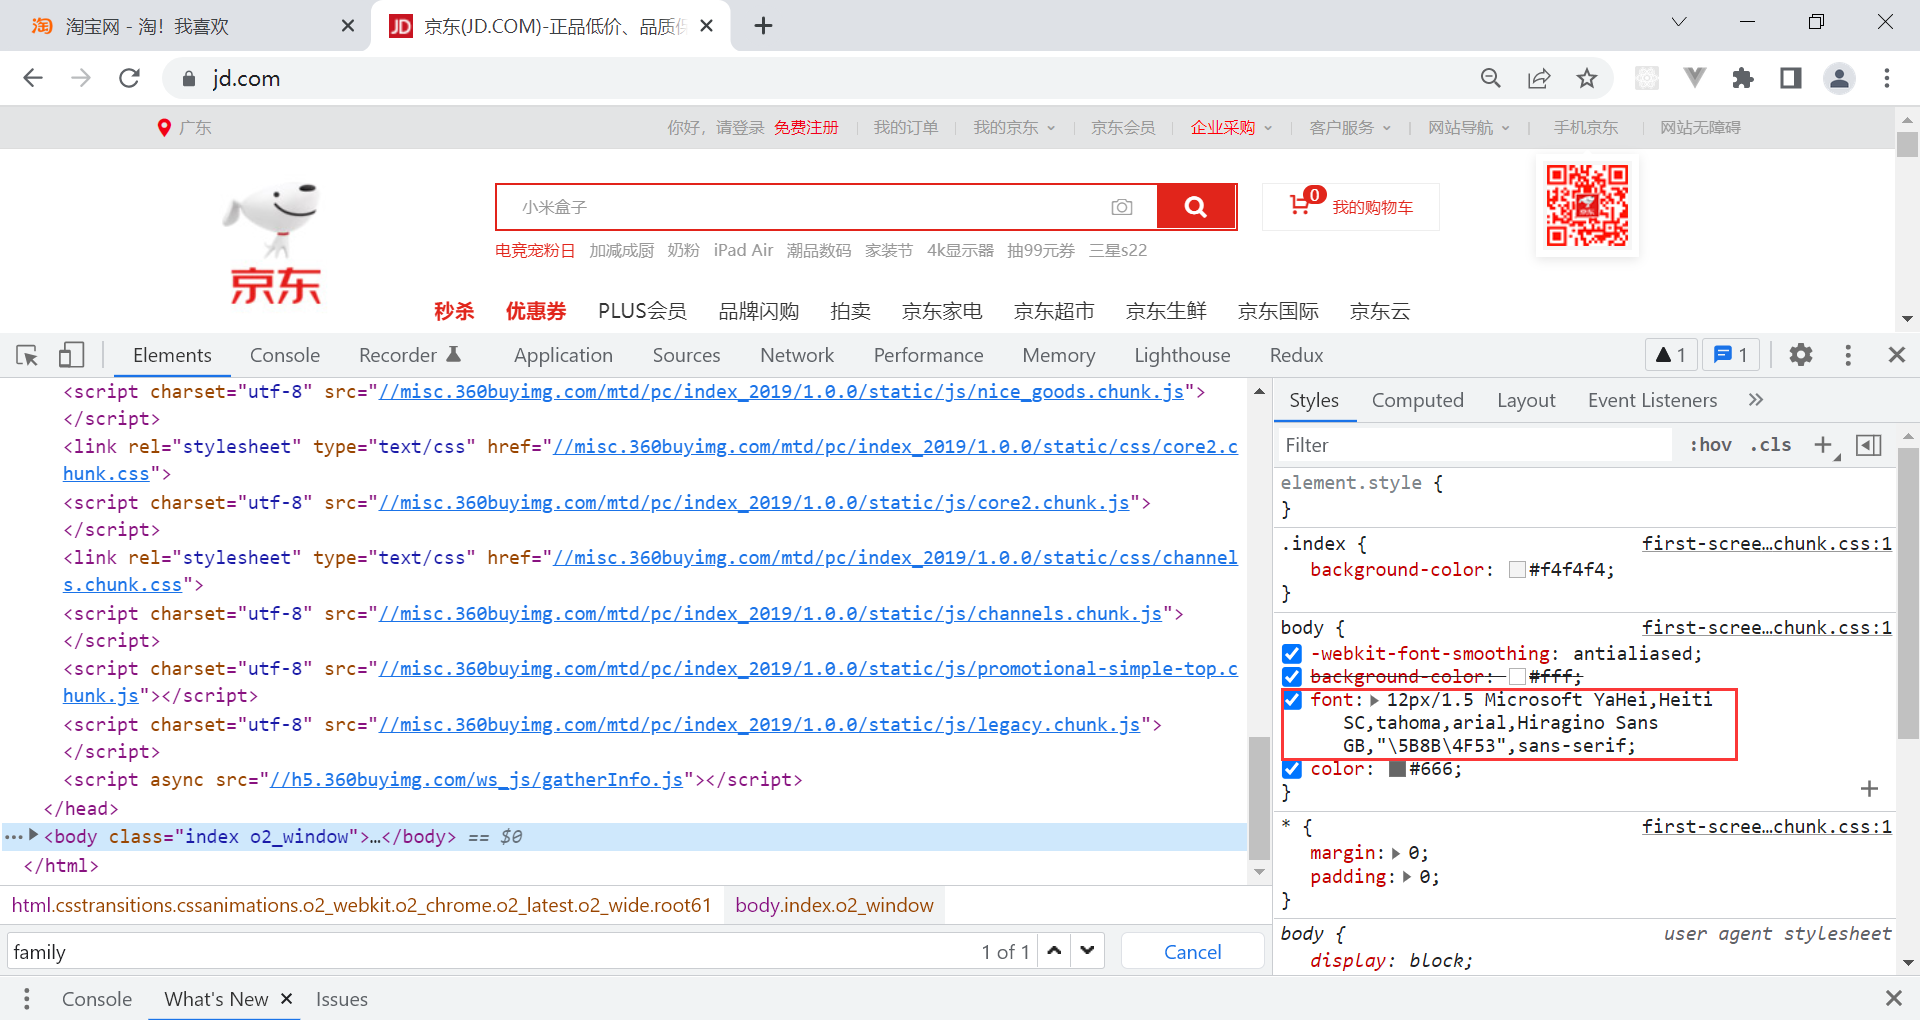 淘 淘宝网 - 淘！我喜欢
JD 京东(JD.COM)-正品低价、品质保
jd.com
广东 你好，请登录 免费注册 我的订单 我的京东 京东会员 企业采购 客户服务 网站导航 手机京东 网站无障碍
小米盒子
0 我的购物车
京东
电竞宠粉日 加减成厨 奶粉 iPad Air 潮品数码 家装节 4k显示器 抽99元券 三星s22
京东
秒杀 优惠券 PLUS会员 品牌闪购 拍卖 京东家电 京东超市 京东生鲜 京东国际 京东云
Elements Console Recorder Application Sources Network Performance Memory Lighthouse Redux 1 1
<script charset="utf-8" src="//misc.360buyimg.com/mtd/pc/index_2019/1.0.0/static/js/nice_goods.chunk.js">
</script>
<link rel="stylesheet" type="text/css" href="//misc.360buyimg.com/mtd/pc/index_2019/1.0.0/static/css/core2.c
hunk.css">
<script charset="utf-8" src="//misc.360buyimg.com/mtd/pc/index_2019/1.0.0/static/js/core2.chunk.js">
</script>
<link rel="stylesheet" type="text/css" href="//misc.360buyimg.com/mtd/pc/index_2019/1.0.0/static/css/channel
s.chunk.css">
<script charset="utf-8" src="//misc.360buyimg.com/mtd/pc/index_2019/1.0.0/static/js/channels.chunk.js">
</script>
<script charset="utf-8" src="//misc.360buyimg.com/mtd/pc/index_2019/1.0.0/static/js/promotional-simple-top.c
hunk.js"></script>
<script charset="utf-8" src="//misc.360buyimg.com/mtd/pc/index_2019/1.0.0/static/js/legacy.chunk.js">
</script>
<script async src="//h5.360buyimg.com/ws_js/gatherInfo.js"></script>
</head>
<body class="index o2_window">…</body> == $0
</html>
html.csstransitions.cssanimations.o2_webkit.o2_chrome.o2_latest.o2_wide.root61 body.index.o2_window
family 1 of 1 Cancel
Styles Computed Layout Event Listeners »
Filter :hov .cls +
element.style {
}
.index { first-scree…chunk.css:1
background-color: #f4f4f4;
}
body { first-scree…chunk.css:1
-webkit-font-smoothing: antialiased;
background-color: #fff;
font: 12px/1.5 Microsoft YaHei,Heiti
SC,tahoma,arial,Hiragino Sans
GB,"\5B8B\4F53",sans-serif;
color: #666;
}
* { first-scree…chunk.css:1
margin: 0;
padding: 0;
}
body { user agent stylesheet
display: block;
Console What's New Issues